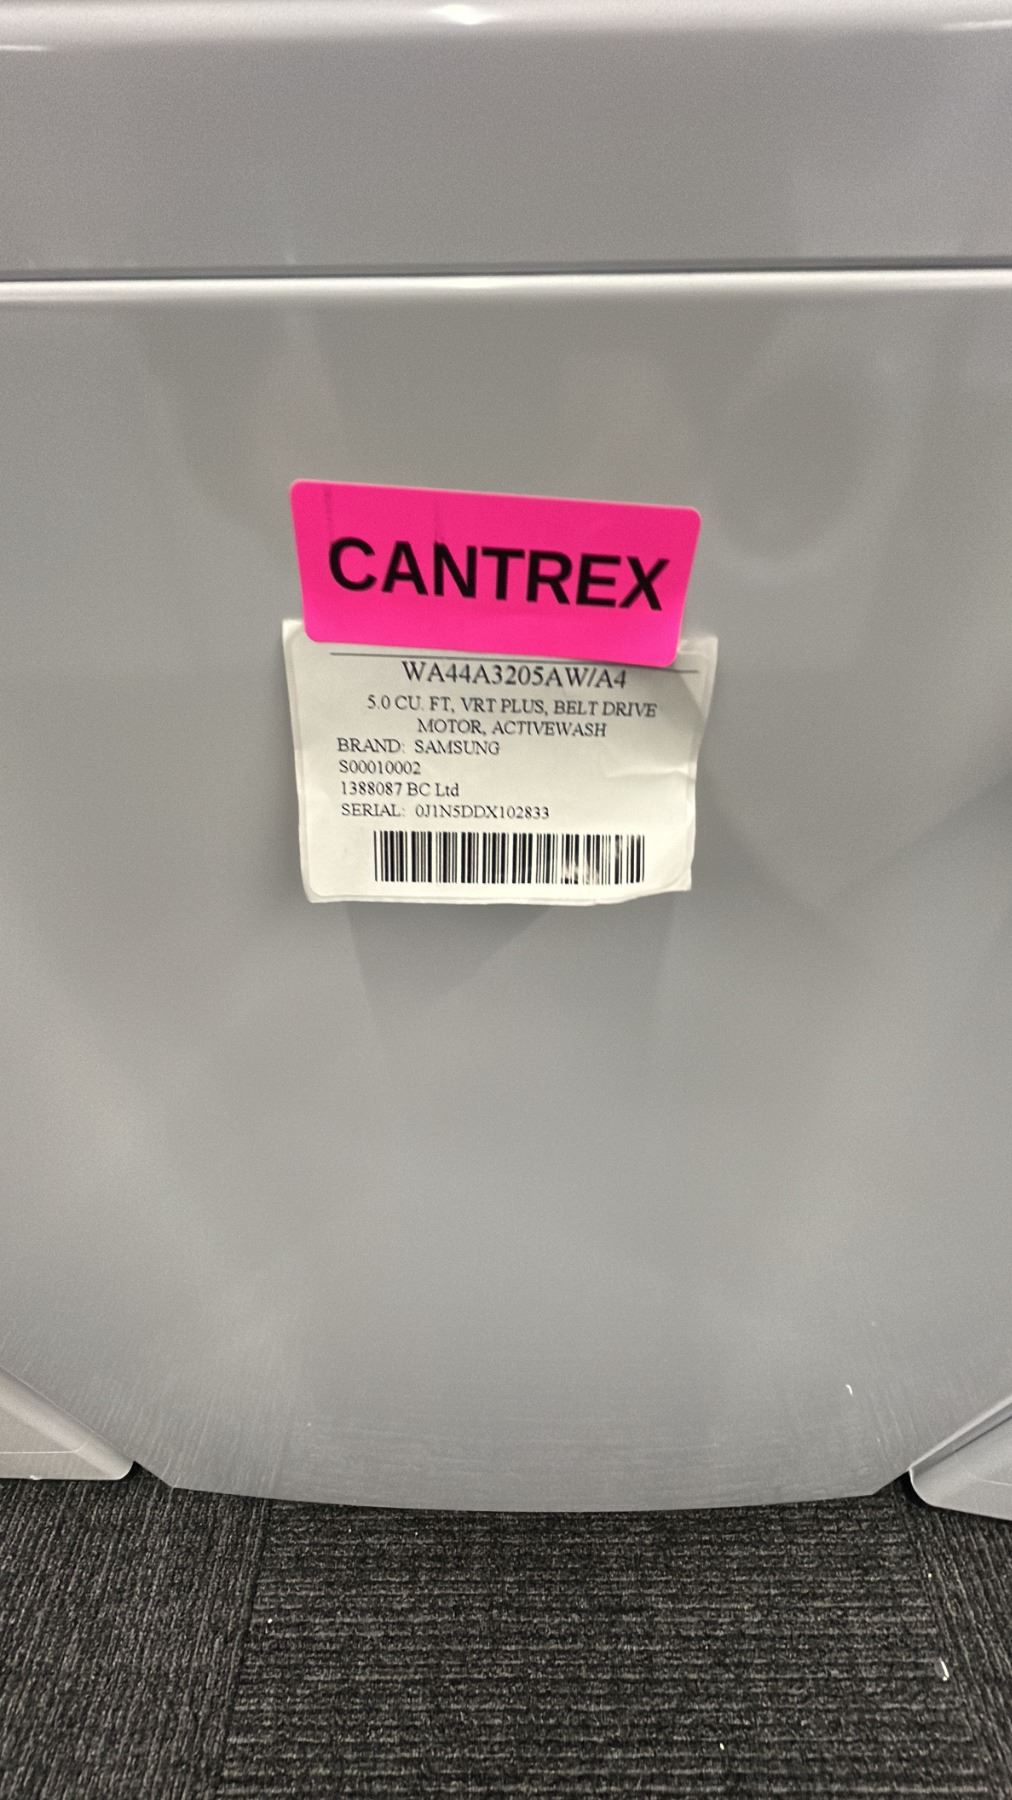 CANTREX
WA44A3205AW/A4
5.0 CU. FT, VRT PLUS, BELT DRIVE
MOTOR, ACTIVEWASH
BRAND: SAMSUNG
S00010002
1388087 BC Ltd
SERIAL: 0J1N5DDX102833